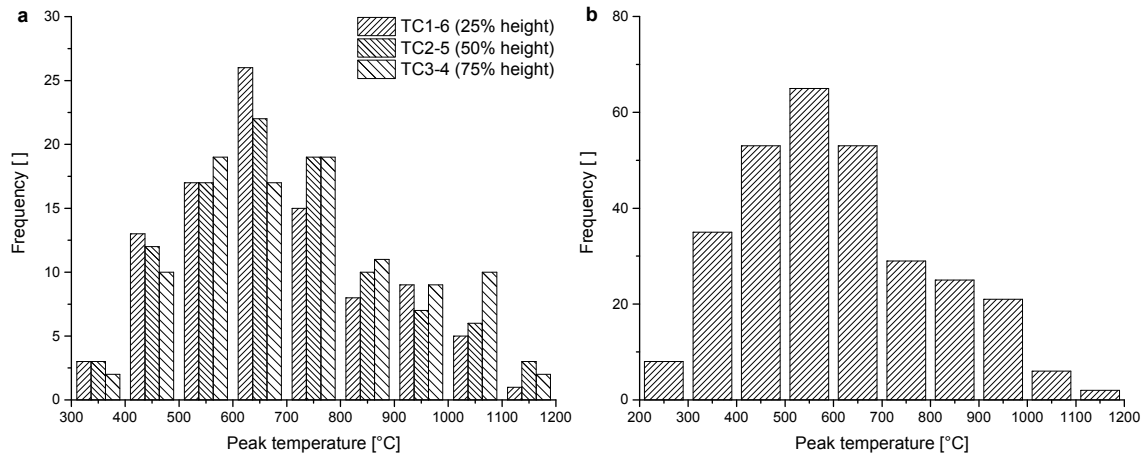 a
30
25
20
15
10
5
0
Frequency [ ]
TC1-6 (25% height)
TC2-5 (50% height)
TC3-4 (75% height)
300 400 500 600 700 800 900 1000 1100 1200
Peak temperature [°C]
b
80
60
40
20
0
Frequency [ ]
200 300 400 500 600 700 800 900 1000 1100 1200
Peak temperature [°C]